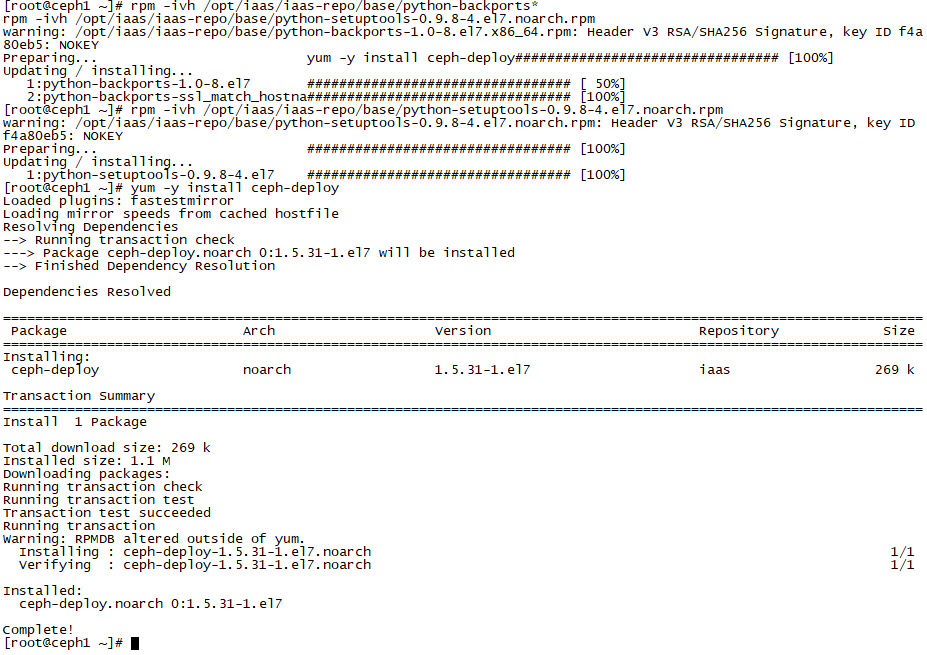 [root@ceph1 ~]# rpm -ivh /opt/iaas/iaas-repo/base/python-backports*
rpm -ivh /opt/iaas/iaas-repo/base/python-setuptools-0.9.8-4.el7.noarch.rpm
warning: /opt/iaas/iaas-repo/base/python-backports-1.0-8.el7.x86_64.rpm: Header V3 RSA/SHA256 Signature, key ID f4a
80eb5: NOKEY
Preparing...                          yum -y install ceph-deploy################################# [100%]
Updating / installing...
   1:python-backports-1.0-8.el7       ################################# [ 50%]
   2:python-backports-ssl_match_hostna################################# [100%]
[root@ceph1 ~]# rpm -ivh /opt/iaas/iaas-repo/base/python-setuptools-0.9.8-4.el7.noarch.rpm
warning: /opt/iaas/iaas-repo/base/python-setuptools-0.9.8-4.el7.noarch.rpm: Header V3 RSA/SHA256 Signature, key ID
f4a80eb5: NOKEY
Preparing...                          ################################# [100%]
Updating / installing...
   1:python-setuptools-0.9.8-4.el7    ################################# [100%]
[root@ceph1 ~]# yum -y install ceph-deploy
Loaded plugins: fastestmirror
Loading mirror speeds from cached hostfile
Resolving Dependencies
--> Running transaction check
---> Package ceph-deploy.noarch 0:1.5.31-1.el7 will be installed
--> Finished Dependency Resolution

Dependencies Resolved

===================================================================================================================
 Package                      Arch                    Version                          Repository             Size
===================================================================================================================
Installing:
 ceph-deploy                  noarch                  1.5.31-1.el7                     iaas                  269 k

Transaction Summary
===================================================================================================================
Install  1 Package

Total download size: 269 k
Installed size: 1.1 M
Downloading packages:
Running transaction check
Running transaction test
Transaction test succeeded
Running transaction
Warning: RPMDB altered outside of yum.
  Installing : ceph-deploy-1.5.31-1.el7.noarch                                                                 1/1
  Verifying  : ceph-deploy-1.5.31-1.el7.noarch                                                                 1/1

Installed:
  ceph-deploy.noarch 0:1.5.31-1.el7

Complete!
[root@ceph1 ~]#